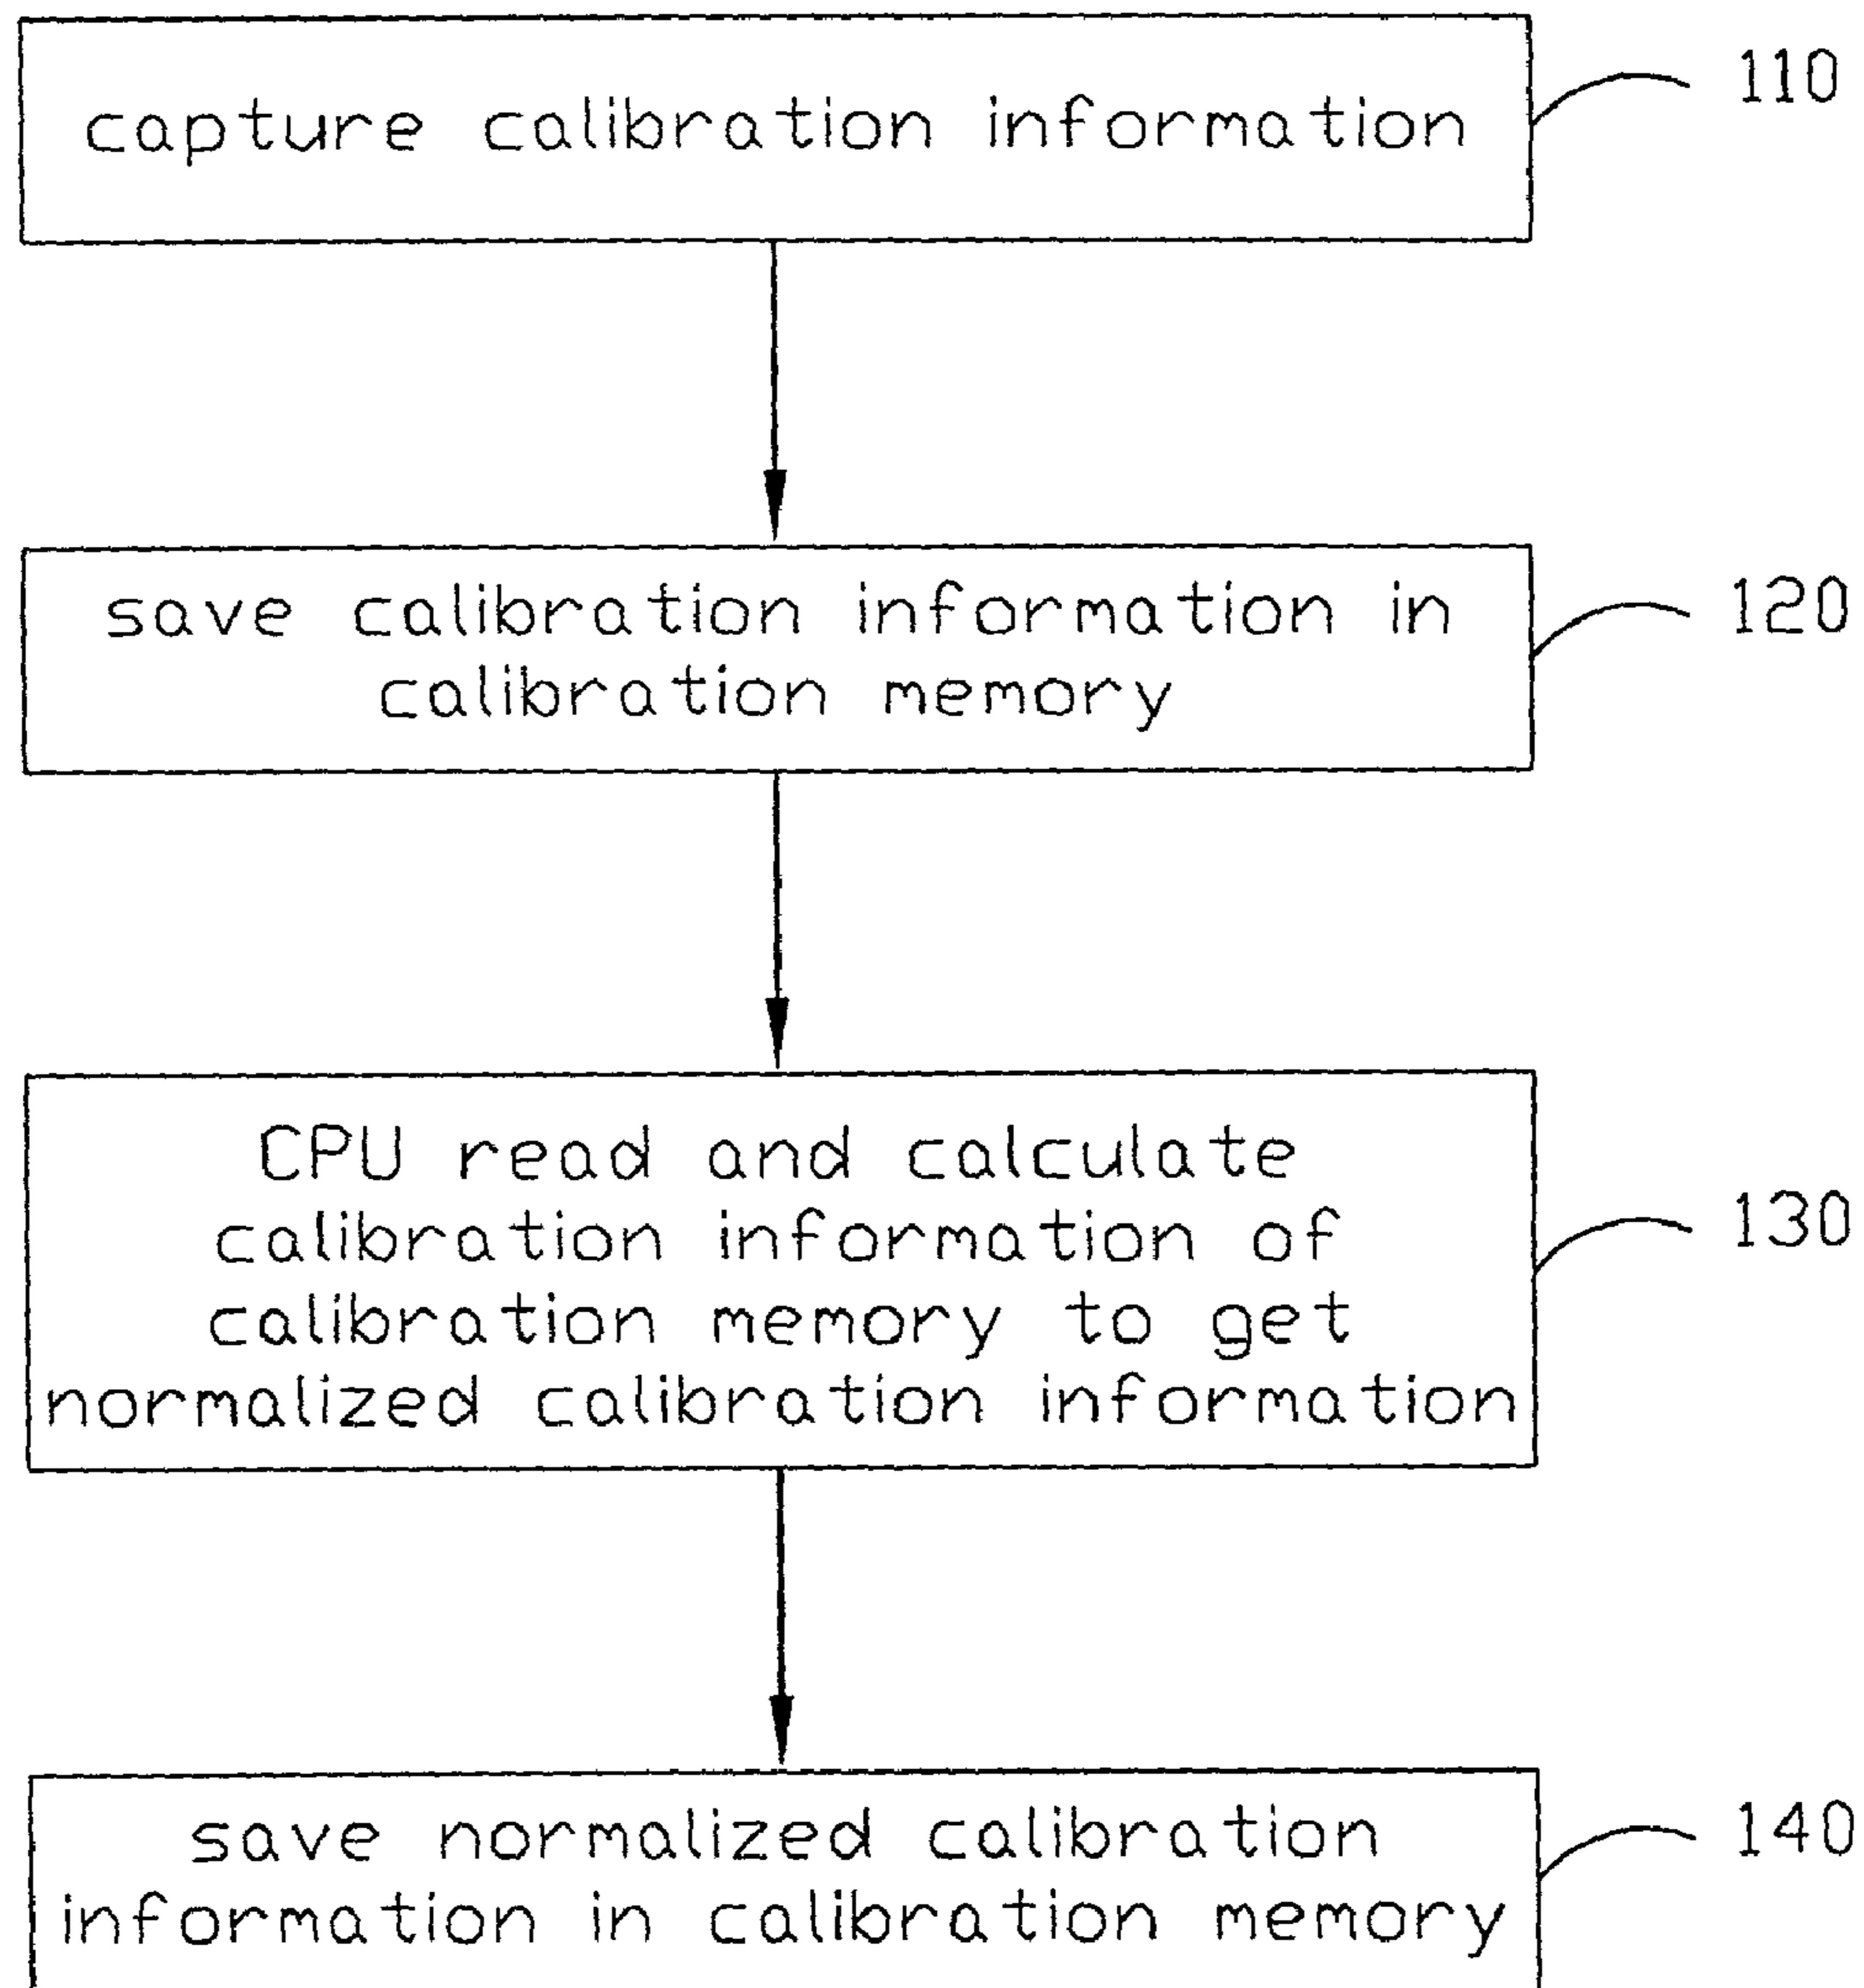 capture calibration information
110
save calibration information in
calibration memory
120
CPU read and calculate
calibration information of
calibration memory to get
normalized calibration information
130
save normalized calibration
information in calibration memory
140